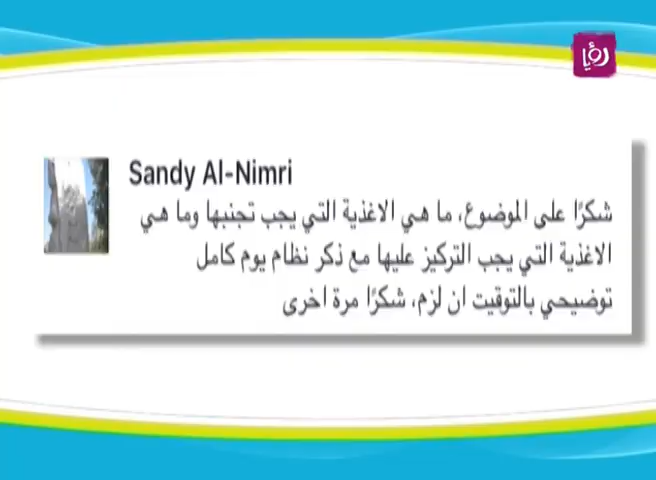 رؤيا
Sandy Al-Nimri
شكرًا على الموضوع، ما هي الاغذية التي يجب تجنبها وما هي
الاغذية التي يجب التركيز عليها مع ذكر نظام يوم كامل
توضيحي بالتوقيت ان لزم، شكرًا مرة اخرى